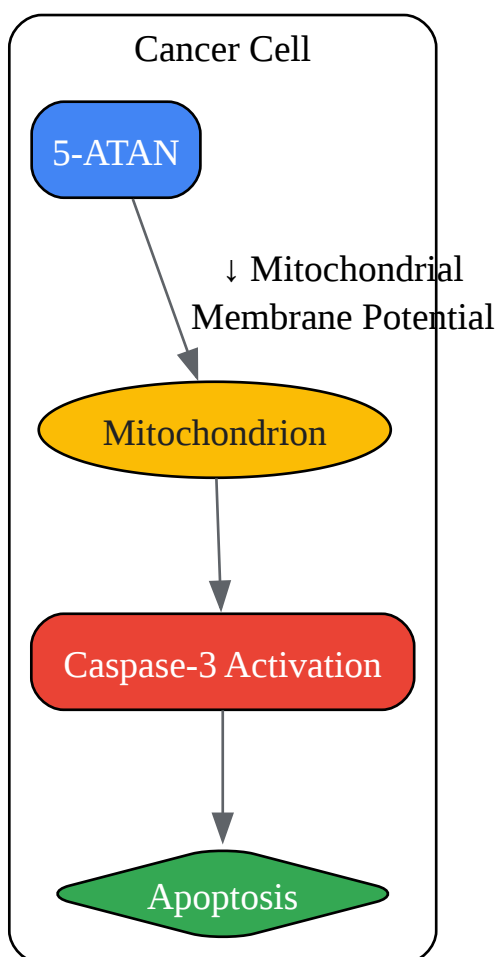 Cancer Cell
5-ATAN
↓ Mitochondrial
Membrane Potential
Mitochondrion
Caspase-3 Activation
Apoptosis